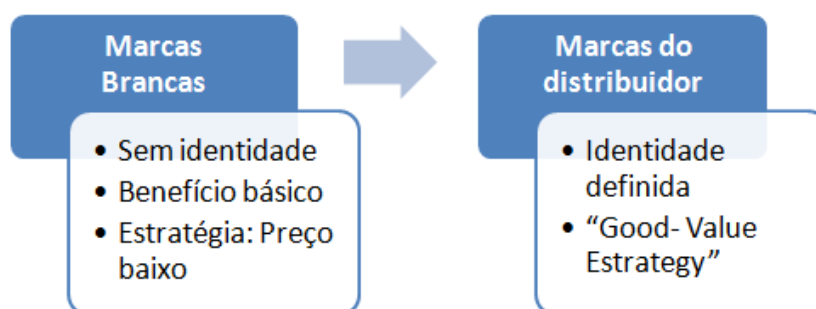 Marcas
Brancas
• Sem identidade
• Benefício básico
• Estratégia: Preço
baixo
Marcas do
distribuidor
• Identidade
definida
• “Good- Value
Estrategy”